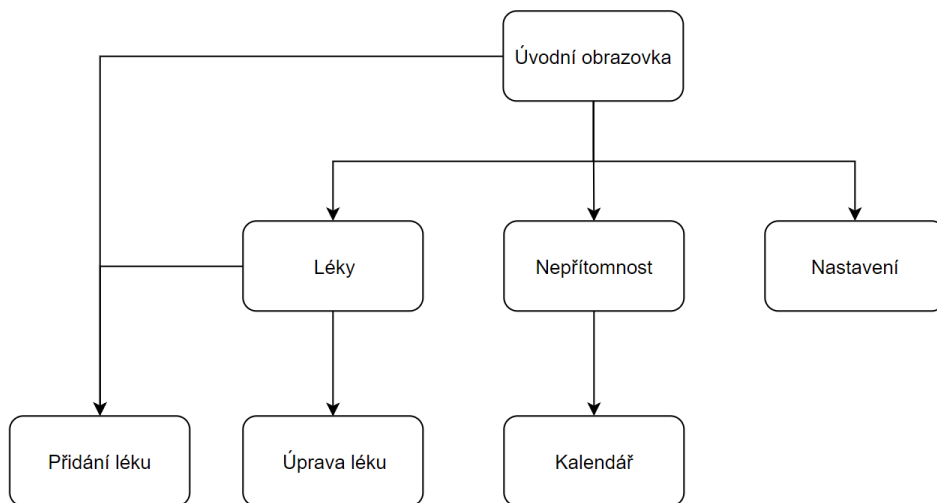 Úvodní obrazovka
Léky
Nepřítomnost
Nastavení
Přidání léku
Úprava léku
Kalendář